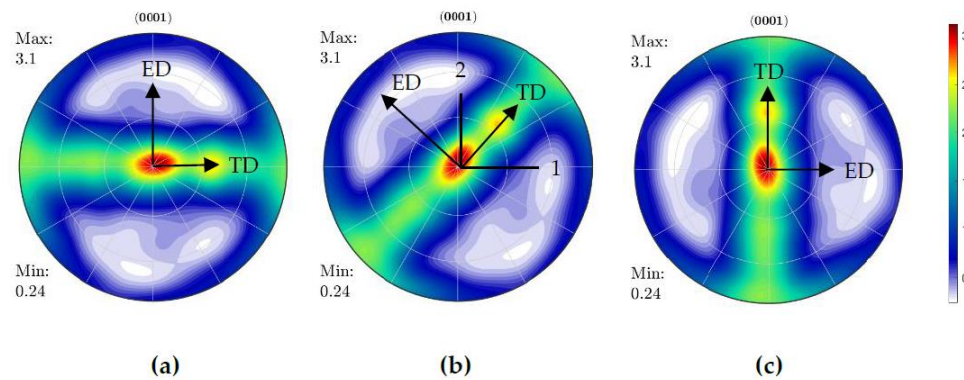 (0001)
Max:
3.1
ED
TD
Min:
0.24
(a)
(0001)
Max:
3.1
ED
2
TD
1
Min:
0.24
(b)
(0001)
Max:
3.1
TD
ED
Min:
0.24
(c)